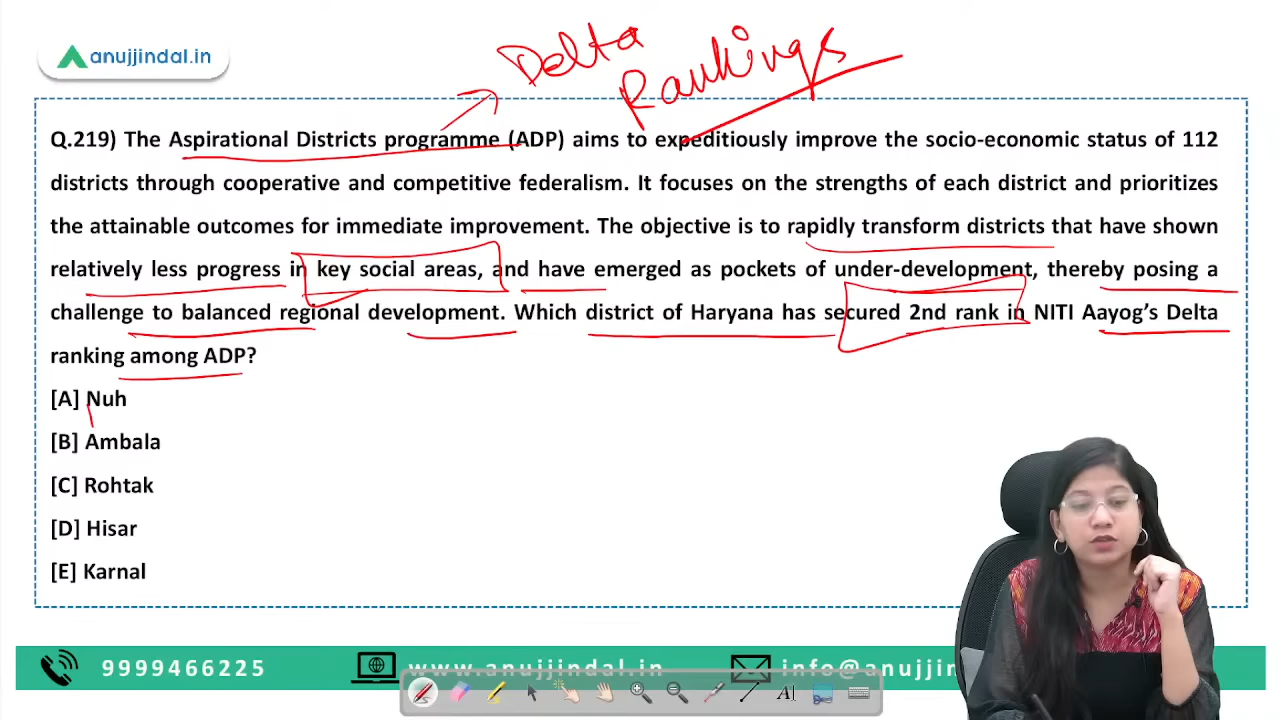 anujjindal.in
Delta
Rankings
Q.219) The Aspirational Districts programme (ADP) aims to expeditiously improve the socio-economic status of 112
districts through cooperative and competitive federalism. It focuses on the strengths of each district and prioritizes
the attainable outcomes for immediate improvement. The objective is to rapidly transform districts that have shown
relatively less progress in key social areas, and have emerged as pockets of under-development, thereby posing a
challenge to balanced regional development. Which district of Haryana has secured 2nd rank in NITI Aayog’s Delta
ranking among ADP?
[A] Nuh
[B] Ambala
[C] Rohtak
[D] Hisar
[E] Karnal
9999466225 www.anujjindal.in info@anujjin